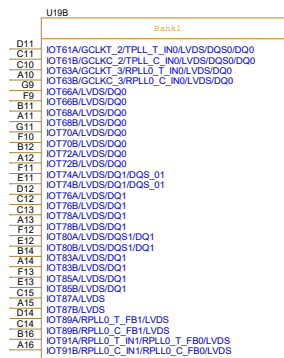 U19B
Bank1
D11 IOT61A/GCLKT_2/TPLL_T_IN0/LVDS/DQS0/DQ0
C11 IOT61B/GCLKC_2/TPLL_C_IN0/LVDS/DQ0
C10 IOT63A/GCLKT_3/RPLL0_T_IN0/LVDS/DQ0
A10 IOT63B/GCLKC_3/RPLL0_C_IN0/LVDS/DQ0
G9 IOT66A/LVDS/DQ0
F9 IOT66B/LVDS/DQ0
B11 IOT68A/LVDS/DQ0
A11 IOT68B/LVDS/DQ0
G11 IOT70A/LVDS/DQ0
F10 IOT70B/LVDS/DQ0
B12 IOT72A/LVDS/DQ0
A12 IOT72B/LVDS/DQ0
F11 IOT74A/LVDS/DQ1/DQS_01
E11 IOT74B/LVDS/DQ1/DQS_01
D12 IOT76A/LVDS/DQ1
C12 IOT76B/LVDS/DQ1
C13 IOT78A/LVDS/DQ1
A13 IOT78B/LVDS/DQ1
F12 IOT80A/LVDS/DQS1/DQ1
E12 IOT80B/LVDS/DQS1/DQ1
B14 IOT83A/LVDS/DQ1
A14 IOT83B/LVDS/DQ1
F13 IOT85A/LVDS/DQ1
E13 IOT85B/LVDS/DQ1
C15 IOT87A/LVDS
A15 IOT87B/LVDS
D14 IOT89A/RPLL0_T_FB1/LVDS
C14 IOT89B/RPLL0_C_FB1/LVDS
B16 IOT91A/RPLL0_T_IN1/RPLL0_T_FB0/LVDS
A16 IOT91B/RPLL0_C_IN1/RPLL0_C_FB0/LVDS